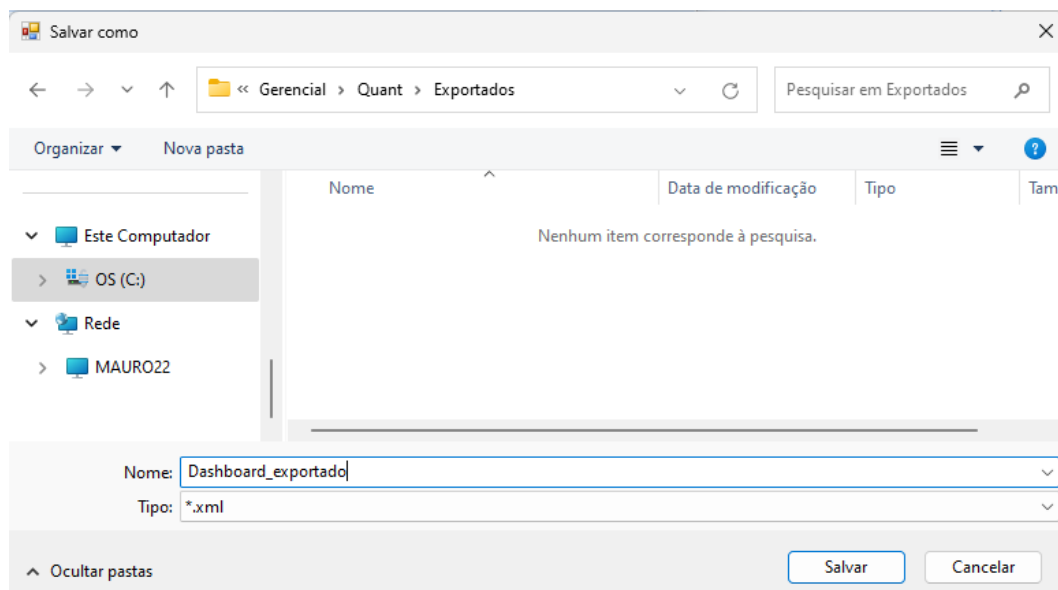 Salvar como
« Gerencial > Quant > Exportados
Pesquisar em Exportados
Organizar
Nova pasta
?
Nome
Data de modificação
Tipo
Tam
Este Computador
Nenhum item corresponde à pesquisa.
OS (C:)
Rede
MAURO22
Nome: Dashboard_exportado
Tipo: *.xml
Ocultar pastas
Salvar
Cancelar